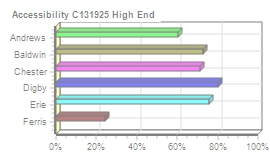 Accessibility C131925 High End
Andrews
Baldwin
Chester
Digby
Erie
Ferris
0% 20% 40% 60% 80% 100%